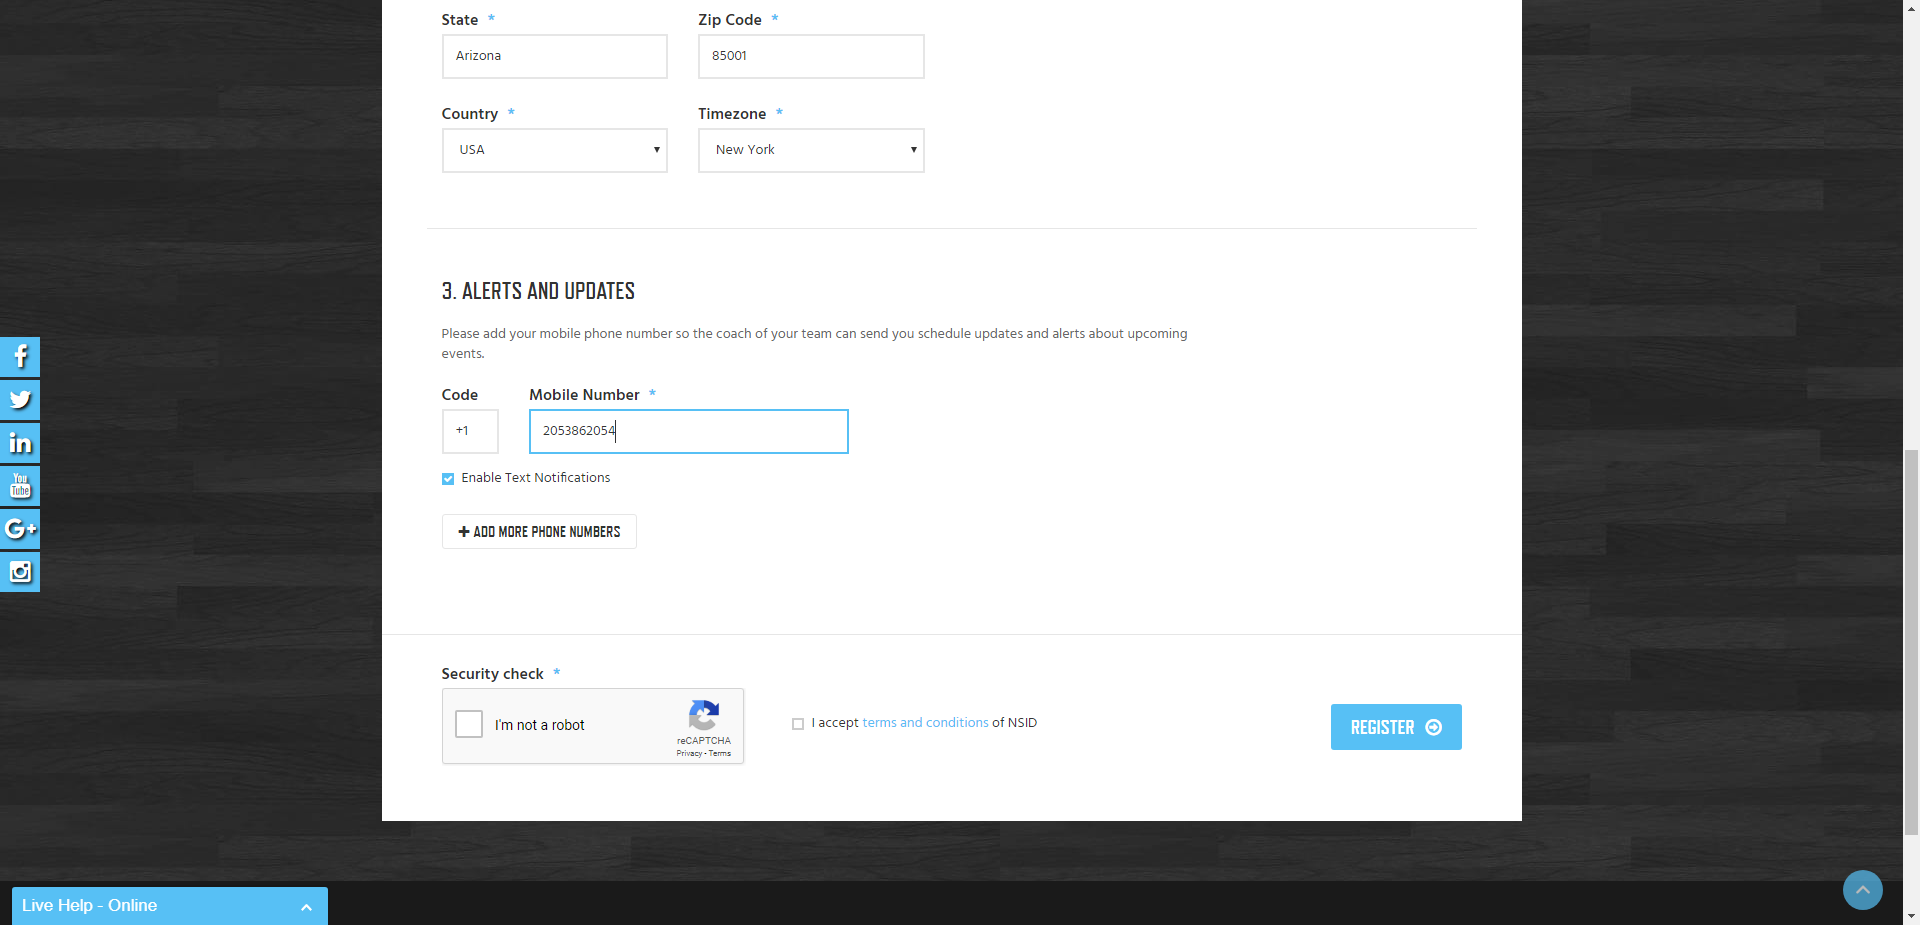 State *
Zip Code *
Arizona
85001
Country *
Timezone *
USA
New York
3. ALERTS AND UPDATES
Please add your mobile phone number so the coach of your team can send you schedule updates and alerts about upcoming
events.
Code
Mobile Number *
+1
2053862054
Enable Text Notifications
+ ADD MORE PHONE NUMBERS
Security check *
I'm not a robot
reCAPTCHA
Privacy - Terms
I accept terms and conditions of NSID
REGISTER
f
in
You
Tube
G+
Live Help - Online